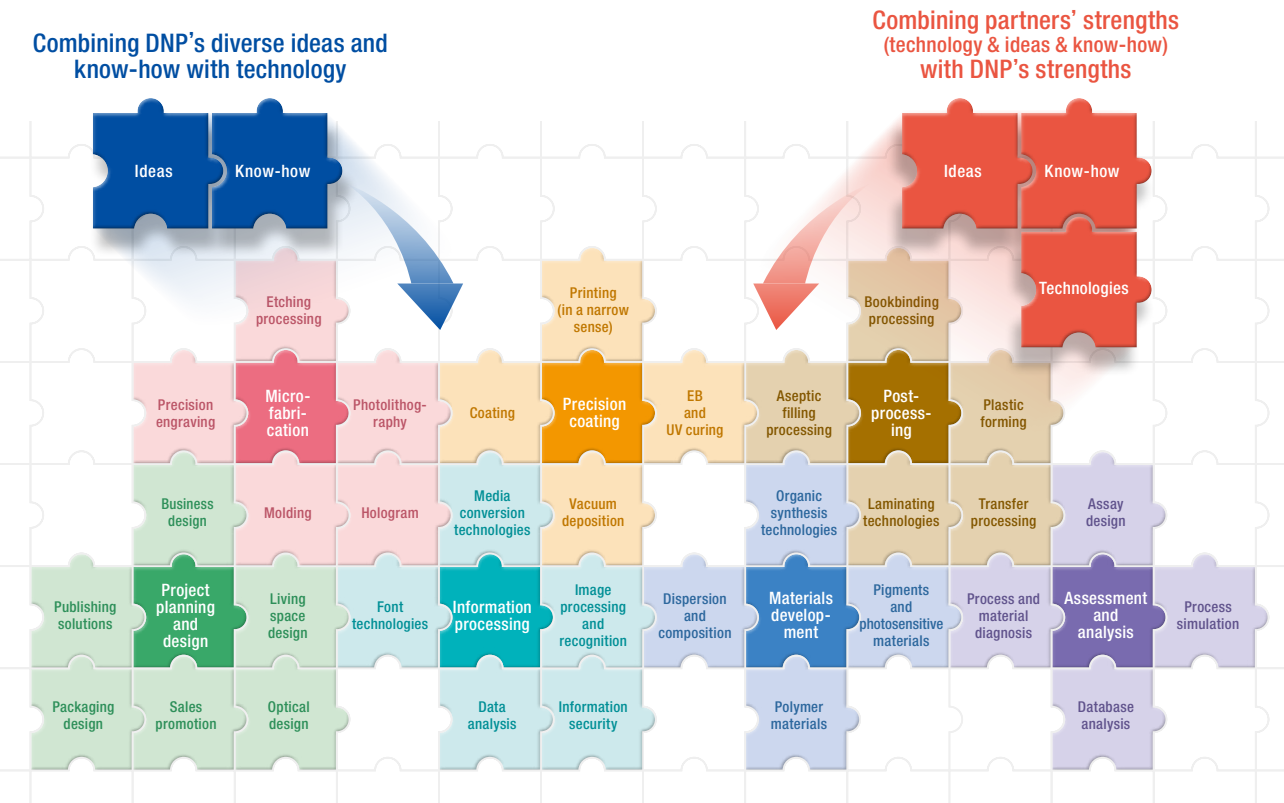 Combining DNP's diverse ideas and
know-how with technology
Combining partners' strengths
(technology & ideas & know-how)
with DNP's strengths
Ideas
Know-how
Ideas
Know-how
Technologies
Etching
processing
Printing
(in a narrow
sense)
Bookbinding
processing
Precision
engraving
Micro-
fabri-
cation
Photolithog-
raphy
Coating
Precision
coating
EB
and
UV curing
Aseptic
filling
processing
Post-
process-
ing
Plastic
forming
Business
design
Molding
Hologram
Media
conversion
technologies
Vacuum
deposition
Organic
synthesis
technologies
Laminating
technologies
Transfer
processing
Assay
design
Publishing
solutions
Project
planning
and
design
Living
space
design
Font
technologies
Information
processing
Image
processing
and
recognition
Dispersion
and
composition
Materials
develop-
ment
Pigments
and
photosensitive
materials
Process and
material
diagnosis
Assessment
and
analysis
Process
simulation
Packaging
design
Sales
promotion
Optical
design
Data
analysis
Information
security
Polymer
materials
Database
analysis